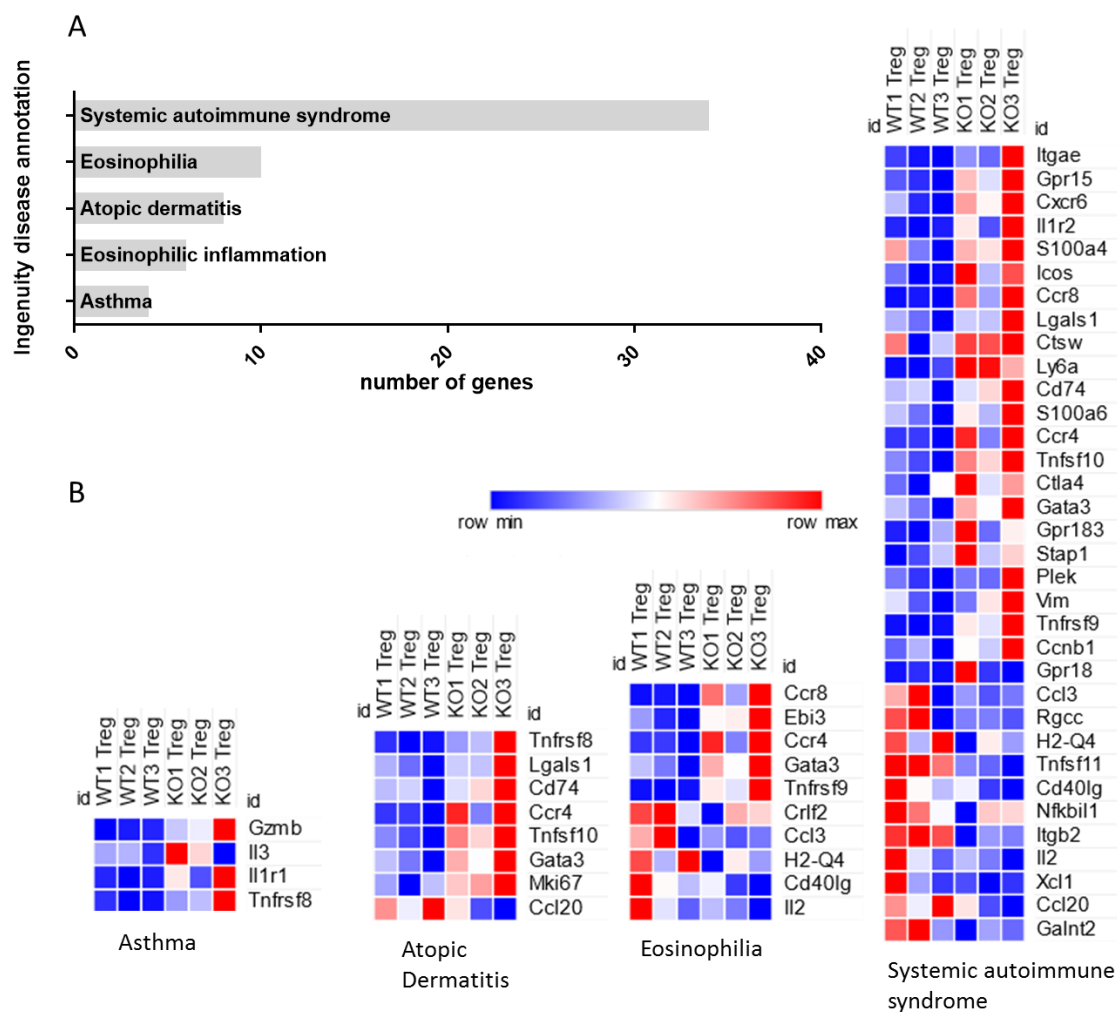 A
Ingenuity disease annotation
Systemic autoimmune syndrome
Eosinophilia
Atopic dermatitis
Eosinophilic inflammation
Asthma
0 10 20 30 40
number of genes
B
row min row max
id WT1 Treg WT2 Treg WT3 Treg KO1 Treg KO2 Treg KO3 Treg id
Gzmb
Il3
Il1r1
Tnfrsf8
Asthma
id WT1 Treg WT2 Treg WT3 Treg KO1 Treg KO2 Treg KO3 Treg id
Tnfrsf8
Lgals1
Cd74
Ccr4
Tnfsf10
Gata3
Mki67
Ccl20
Atopic
Dermatitis
id WT1 Treg WT2 Treg WT3 Treg KO1 Treg KO2 Treg KO3 Treg id
Ccr8
Ebi3
Ccr4
Gata3
Tnfrsf9
Crlf2
Ccl3
H2-Q4
Cd40lg
Il2
Eosinophilia
id WT1 Treg WT2 Treg WT3 Treg KO1 Treg KO2 Treg KO3 Treg id
Itgae
Gpr15
Cxcr6
Il1r2
S100a4
Icos
Ccr8
Lgals1
Ctsw
Ly6a
Cd74
S100a6
Ccr4
Tnfsf10
Ctla4
Gata3
Gpr183
Stap1
Plek
Vim
Tnfrsf9
Ccnb1
Gpr18
Ccl3
Rgcc
H2-Q4
Tnfsf11
Cd40lg
Nfkbil1
Itgb2
Il2
Xcl1
Ccl20
Galnt2
Systemic autoimmune
syndrome